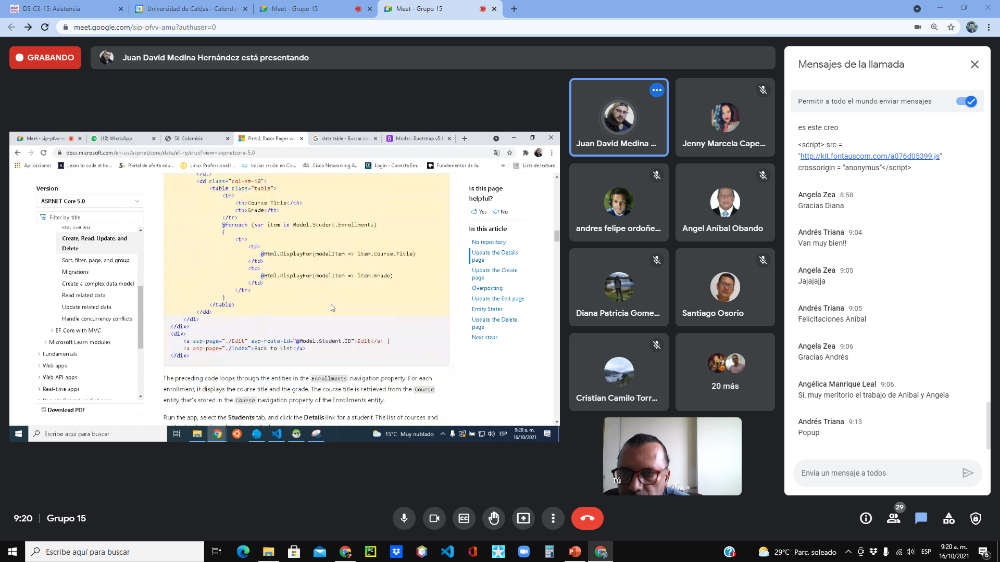 DS-C3-15: Asistencia
Universidad de Caldas - Calendar
Meet - Grupo 15
Meet - Grupo 15
meet.google.com/sip-pfvv-amu?authuser=0
GRABANDO
Juan David Medina Hernández está presentando
Meet - sip-pfvv-a
(10) WhatsApp
Sili Colombia
Part 2, Razor Pages wit
data table - Buscar co
Modal · Bootstrap v5.1
docs.microsoft.com/en-us/aspnet/core/data/ef-rp/crud?view=aspnetcore-5.0
Aplicaciones
Learn to code at ho...
Portal de oferta edu...
Linux Professional I...
Iniciar sesión en Cis...
Cisco Networking A...
Login - Conecta Em...
Fundamentos de Ja...
»
Lista de lectura
Version
ASP.NET Core 5.0
Filter by title
Get started
Create, Read, Update, and
Delete
Sort, filter, page, and group
Migrations
Create a complex data model
Read related data
Update related data
Handle concurrency conflicts
EF Core with MVC
Microsoft Learn modules
Fundamentals
Web apps
Web API apps
Real-time apps
Download PDF
<dd class="col-sm-10">
<table class="table">
<tr>
<th>Course Title</th>
<th>Grade</th>
</tr>
@foreach (var item in Model.Student.Enrollments)
{
<tr>
<td>
@Html.DisplayFor(modelItem => item.Course.Title)
</td>
<td>
@Html.DisplayFor(modelItem => item.Grade)
</td>
</tr>
}
</table>
</dd>
</dl>
</div>
<div>
<a asp-page="./Edit" asp-route-id="@Model.Student.ID">Edit</a> |
<a asp-page="./Index">Back to List</a>
</div>
The preceding code loops through the entities in the Enrollments navigation property. For each
enrollment, it displays the course title and the grade. The course title is retrieved from the Course
entity that's stored in the Course navigation property of the Enrollments entity.
Run the app, select the Students tab, and click the Details link for a student. The list of courses and
Is this page
helpful?
Yes
No
In this article
No repository
Update the Details
page
Update the Create
page
Overposting
Update the Edit page
Entity States
Update the Delete
page
Next steps
Escribe aquí para buscar
HS
15°C Muy nublado
ESP
9:20 a. m.
16/10/2021
Juan David Medina ...
Jenny Marcela Cape...
andres felipe ordoñe...
Angel Anibal Obando
Diana Patricia Gome...
Santiago Osorio
Cristian Camilo Torr...
20 más
Tú
Mensajes de la llamada
Permitir a todo el mundo enviar mensajes
es este creo
<script> src =
"http://kit.fontauscom.com/a076d05399.js"
crossorigin = "anonymus"</script>
Angela Zea 8:58
Gracias Diana
Andrés Triana 9:04
Van muy bien!!
Angela Zea 9:05
Jajajajja
Andrés Triana 9:05
Felicitaciones Aníbal
Angela Zea 9:06
Gracias Andrés
Angélica Manrique Leal 9:06
Si, muy meritorio el trabajo de Anibal y Angela
Andrés Triana 9:13
Popup
Envía un mensaje a todos
9:20 | Grupo 15
29
Escribe aquí para buscar
29°C Parc. soleado
ESP
9:20 a. m.
16/10/2021
6